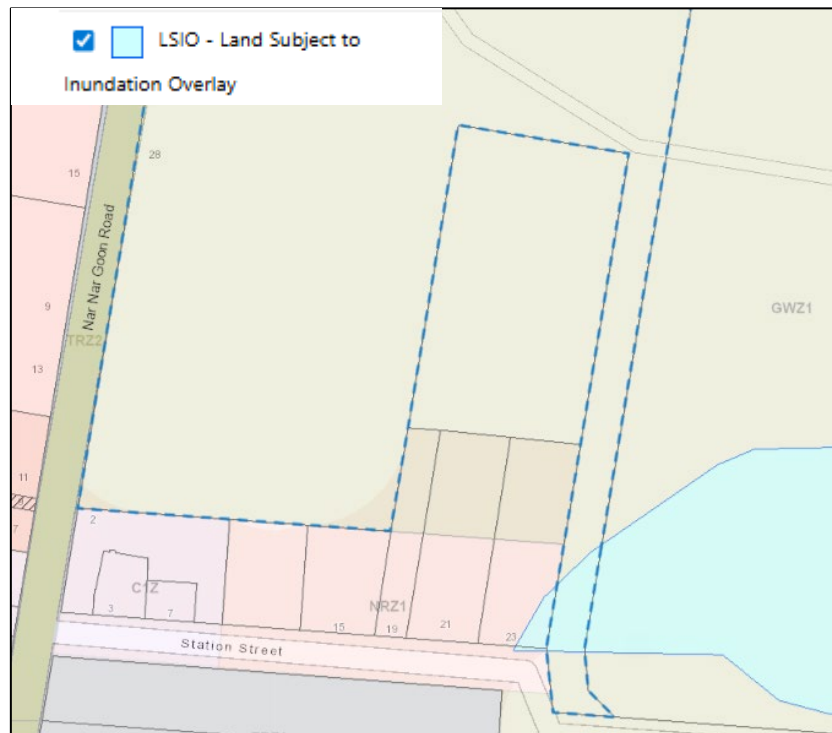 LSIO - Land Subject to
Inundation Overlay
28
15
Nar Nar Goon Road
9
GWZ1
TRZ2
13
11
2
7
C1Z
3
7
NRZ1
15
19
21
23
Station Street